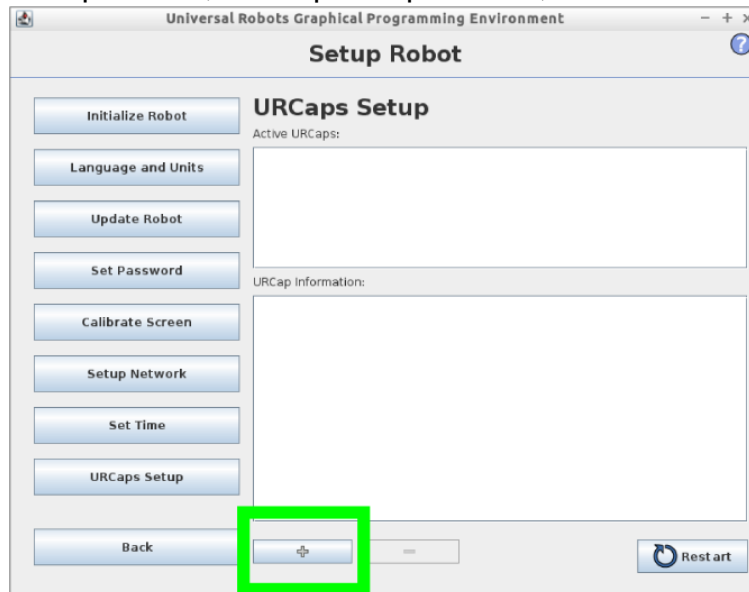 Universal Robots Graphical Programming Environment
Setup Robot
?
Initialize Robot
Language and Units
Update Robot
Set Password
Calibrate Screen
Setup Network
Set Time
URCaps Setup
Back
URCaps Setup
Active URCaps:
URCap Information:
Restart